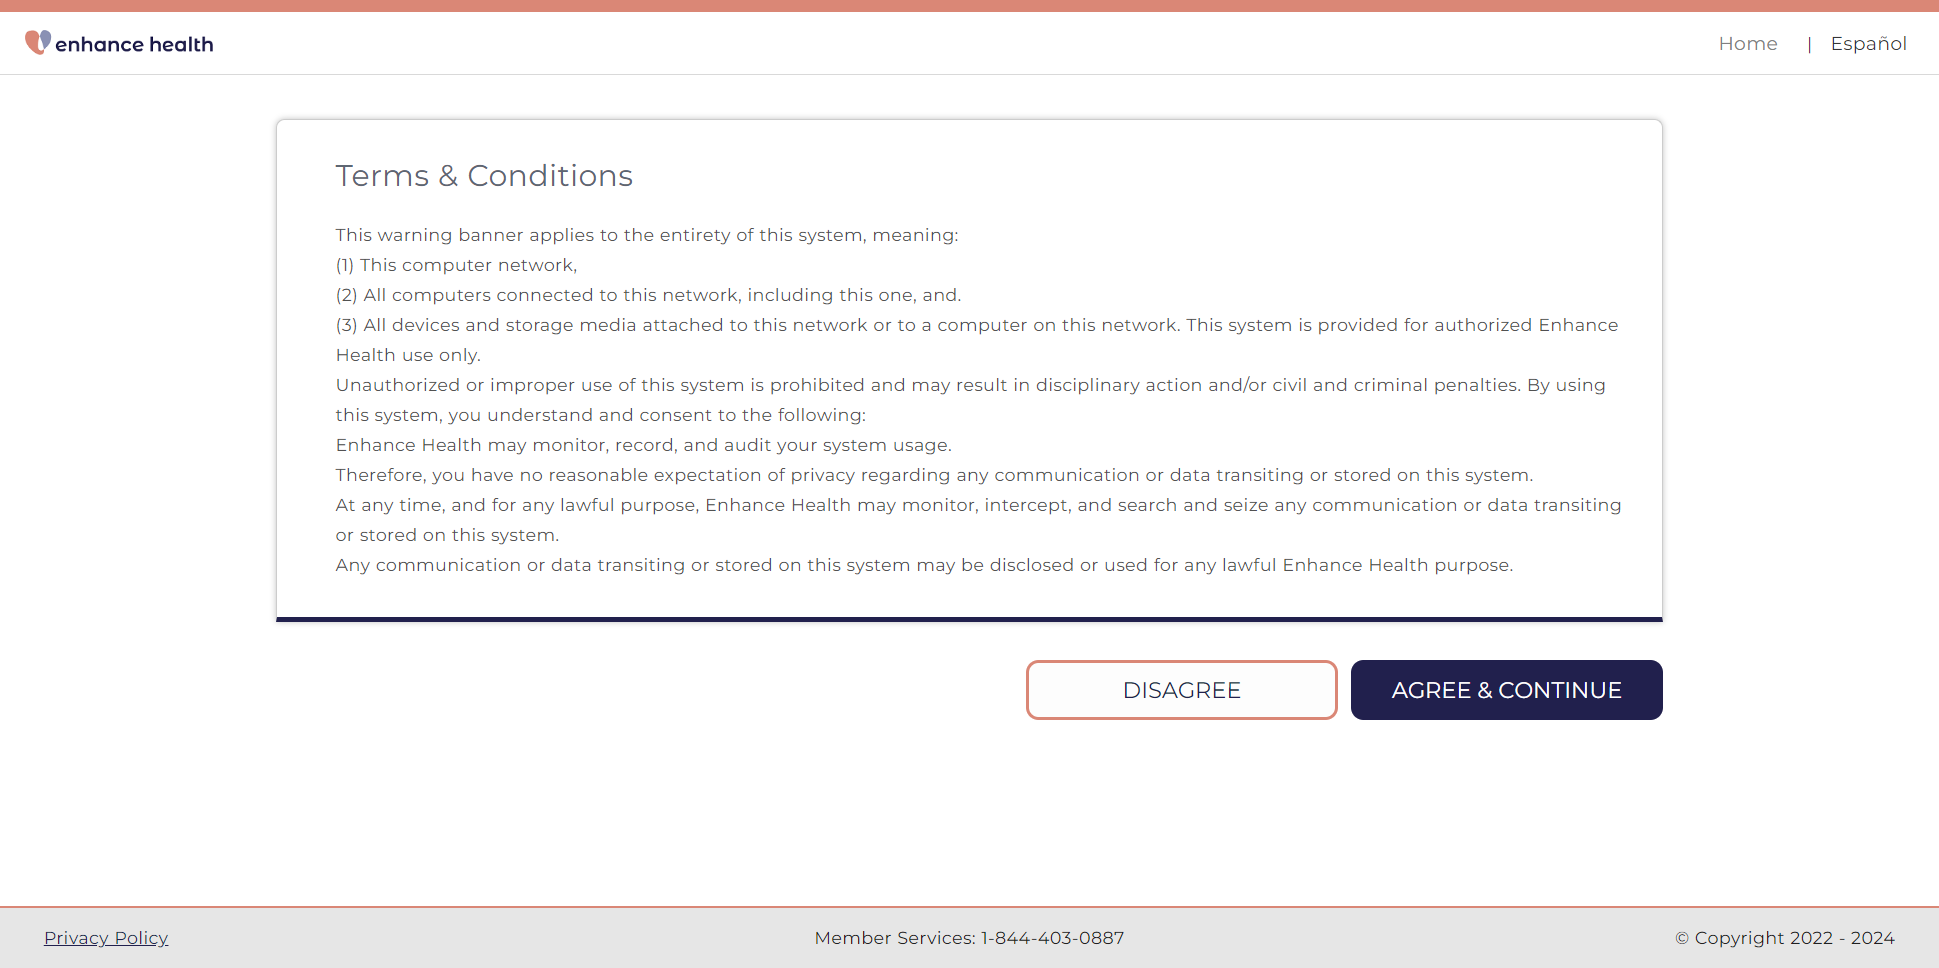 enhance health
Home | Español
Terms & Conditions
This warning banner applies to the entirety of this system, meaning:
(1) This computer network,
(2) All computers connected to this network, including this one, and.
(3) All devices and storage media attached to this network or to a computer on this network. This system is provided for authorized Enhance
Health use only.
Unauthorized or improper use of this system is prohibited and may result in disciplinary action and/or civil and criminal penalties. By using
this system, you understand and consent to the following:
Enhance Health may monitor, record, and audit your system usage.
Therefore, you have no reasonable expectation of privacy regarding any communication or data transiting or stored on this system.
At any time, and for any lawful purpose, Enhance Health may monitor, intercept, and search and seize any communication or data transiting
or stored on this system.
Any communication or data transiting or stored on this system may be disclosed or used for any lawful Enhance Health purpose.
DISAGREE
AGREE & CONTINUE
Privacy Policy
Member Services: 1-844-403-0887
© Copyright 2022 - 2024